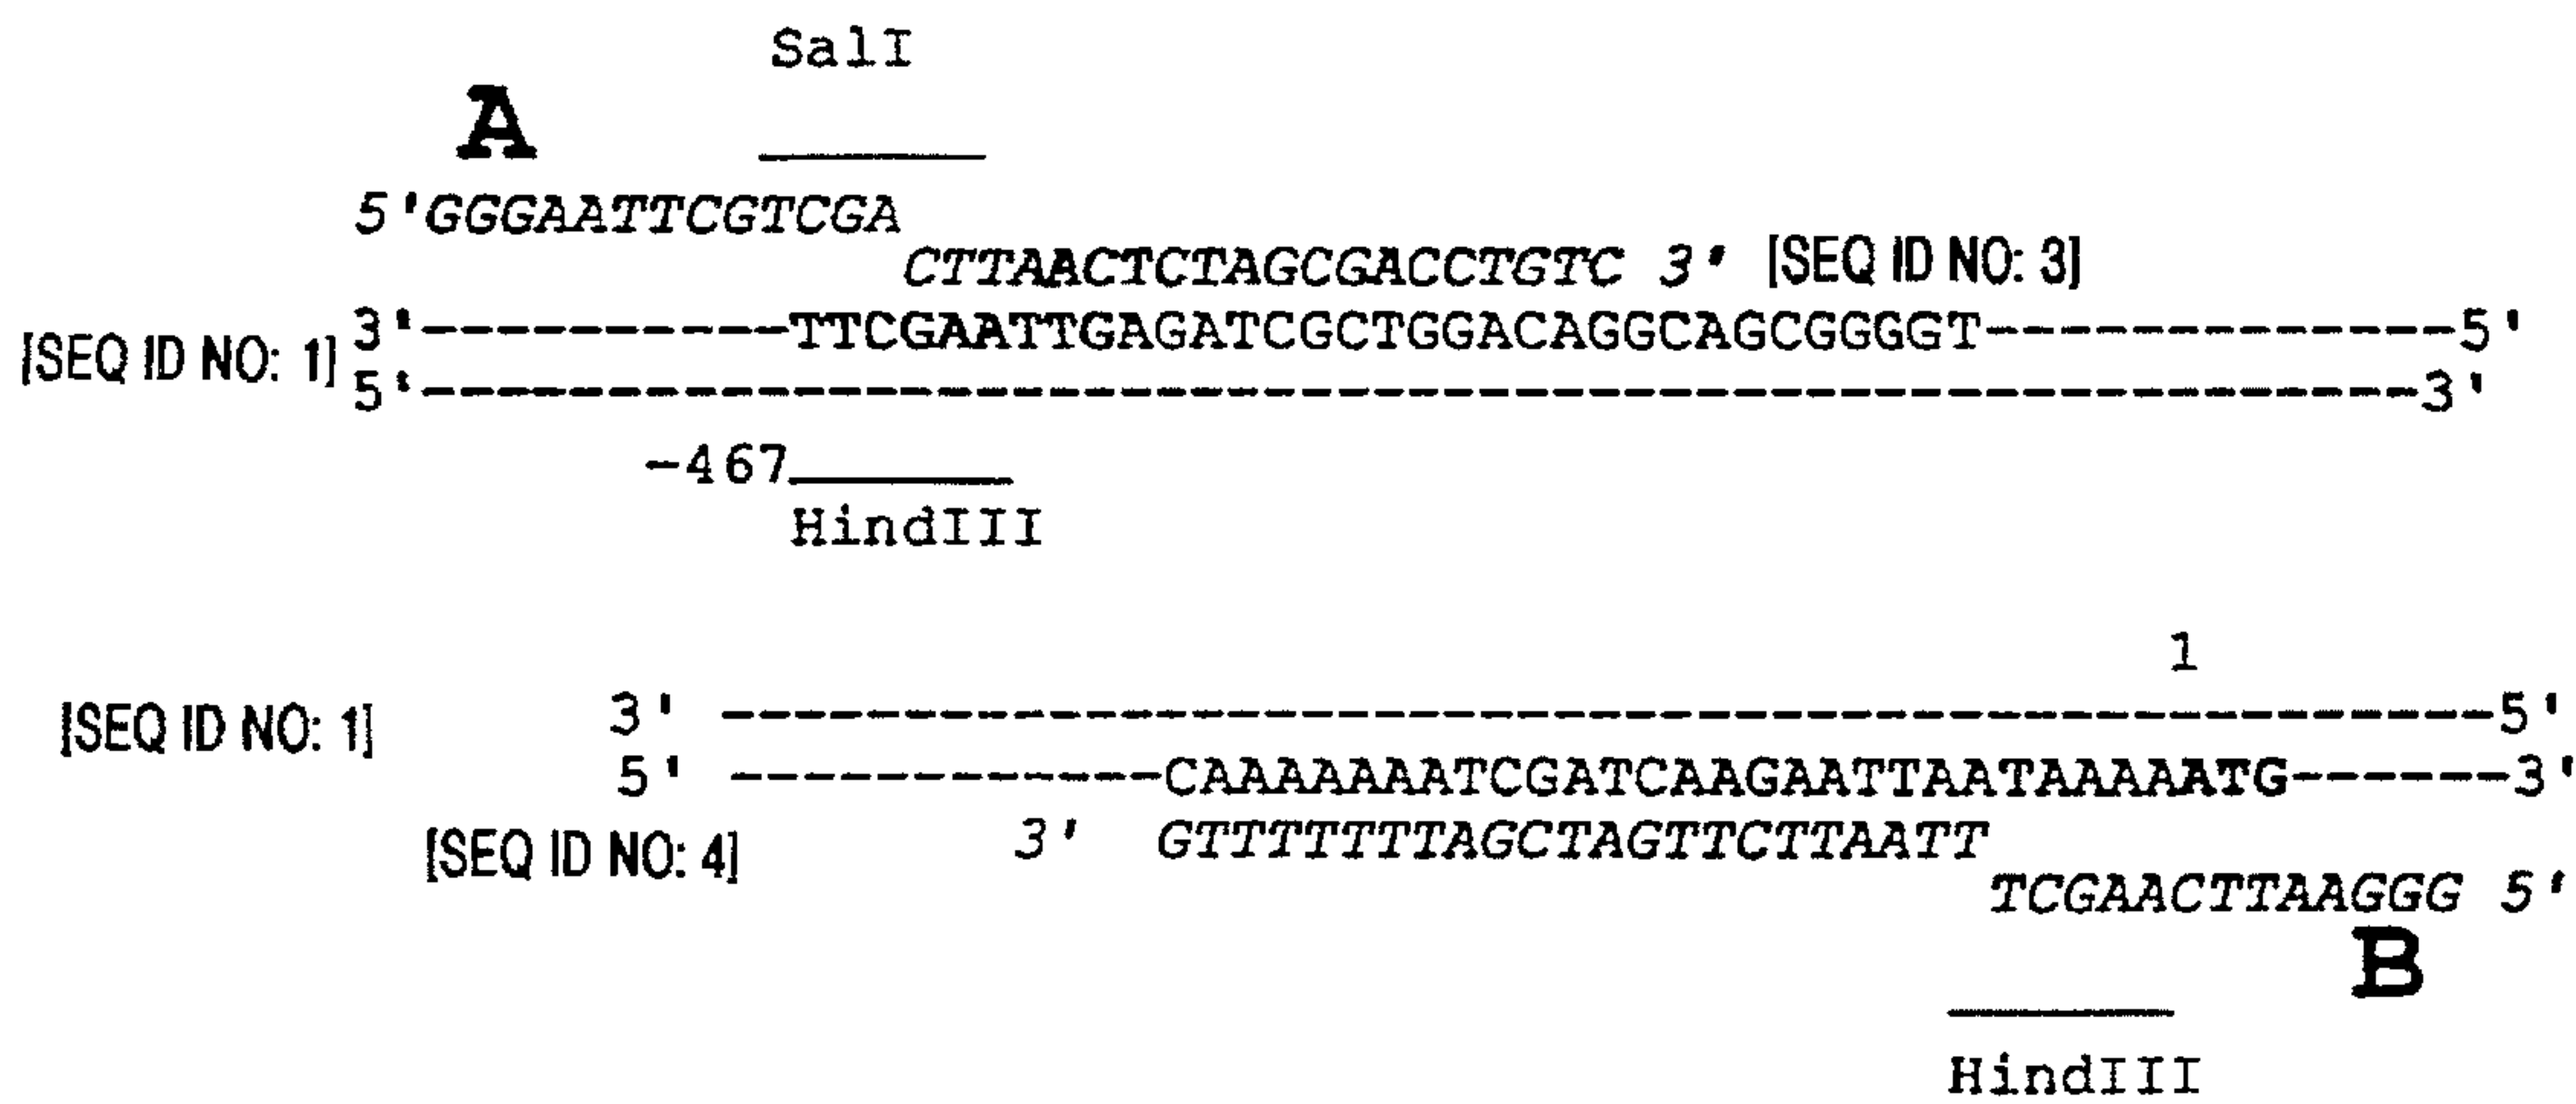 SalI
A
5'GGGAATTCGTCGA
CTTAACTCTAGCGACCTGTC 3' [SEQ ID NO: 3]
[SEQ ID NO: 1] 3'----------TTCGAATTGAGATCGCTGGACAGGCAGCGGGGT-------------5'
5'-------------------------------------------------------3'
-467
HindIII
1
[SEQ ID NO: 1] 3' -------------------------------------------------5'
5' ------------CAAAAAAATCGATCAAGAATTAATAAAAATG------3'
[SEQ ID NO: 4] 3' GTTTTTTTAGCTAGTTCTTAATT
TCGAACTTAAGGG 5'
B
HindIII